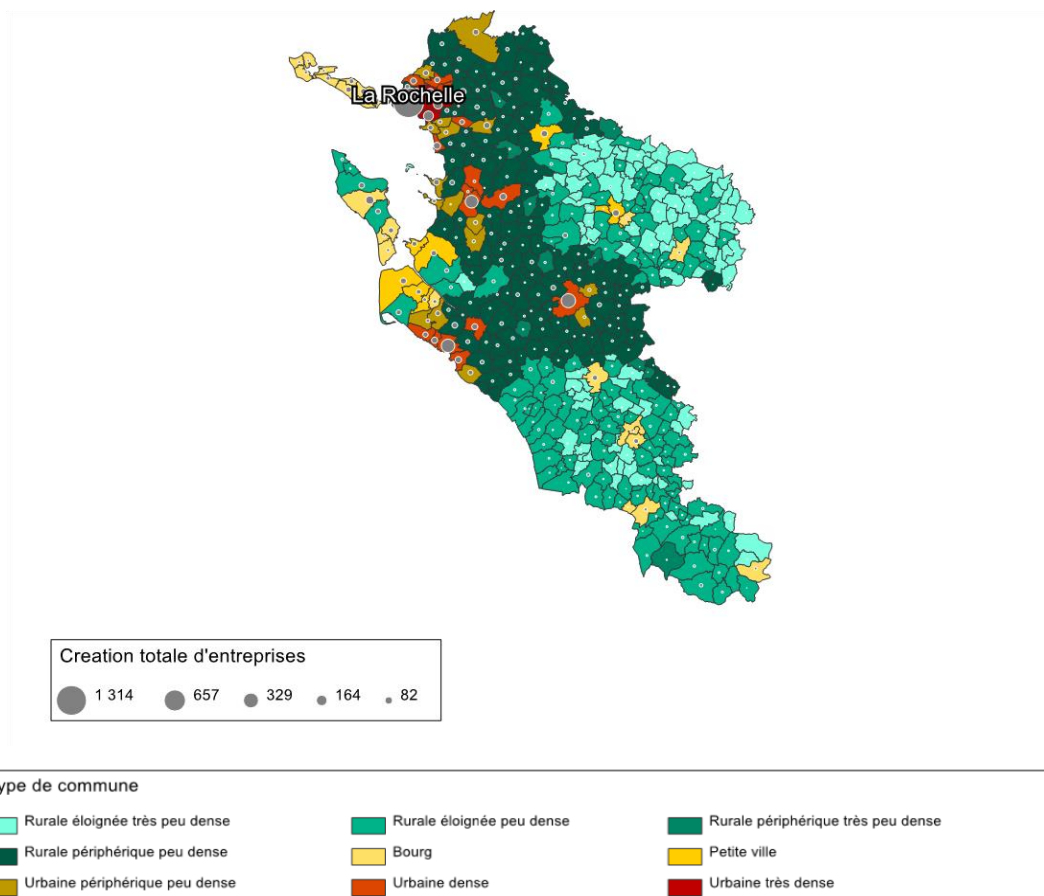 La Rochelle
Creation totale d'entreprises
1 314 657 329 164 82
ype de commune
Rurale éloignée très peu dense Rurale éloignée peu dense Rurale périphérique très peu dense
Rurale périphérique peu dense Bourg Petite ville
Urbaine périphérique peu dense Urbaine dense Urbaine très dense